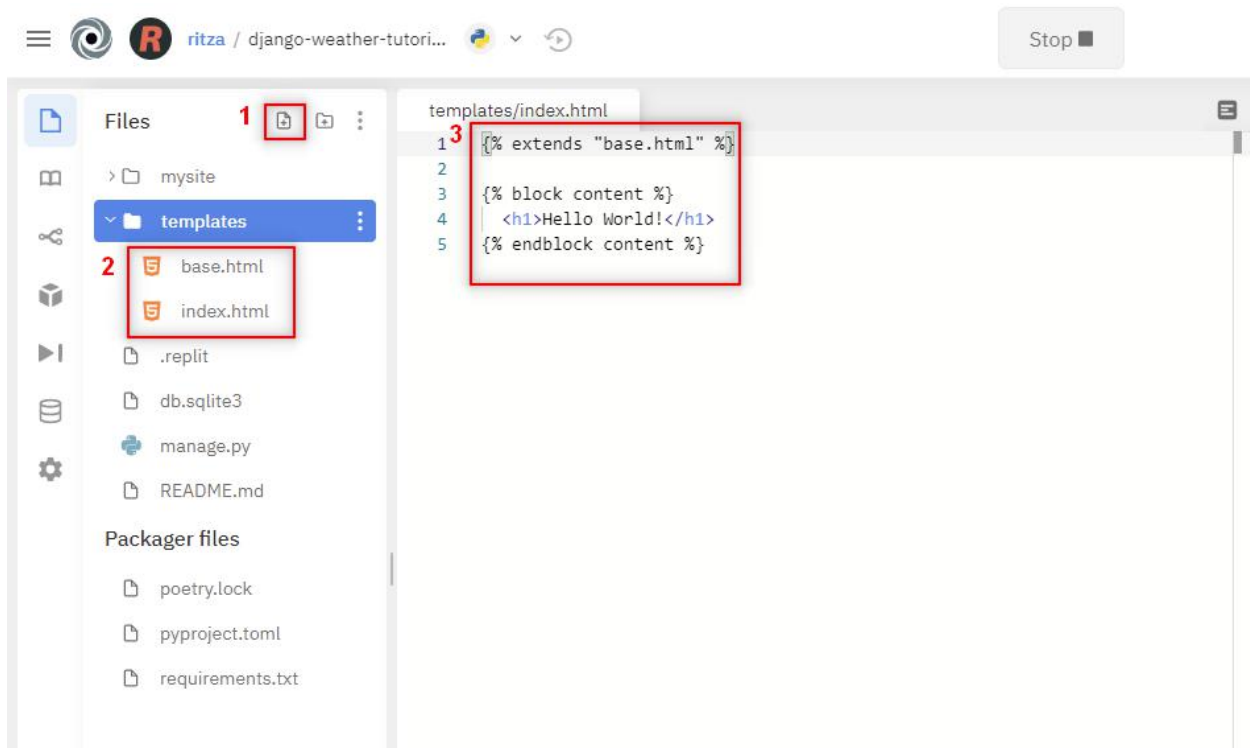 R ritza / django-weather-tutori... Stop
Files 1
mysite
templates
2
base.html
index.html
.replit
db.sqlite3
manage.py
README.md
Packager files
poetry.lock
pyproject.toml
requirements.txt
templates/index.html
3
1 {% extends "base.html" %}
2
3 {% block content %}
4 <h1>Hello World!</h1>
5 {% endblock content %}